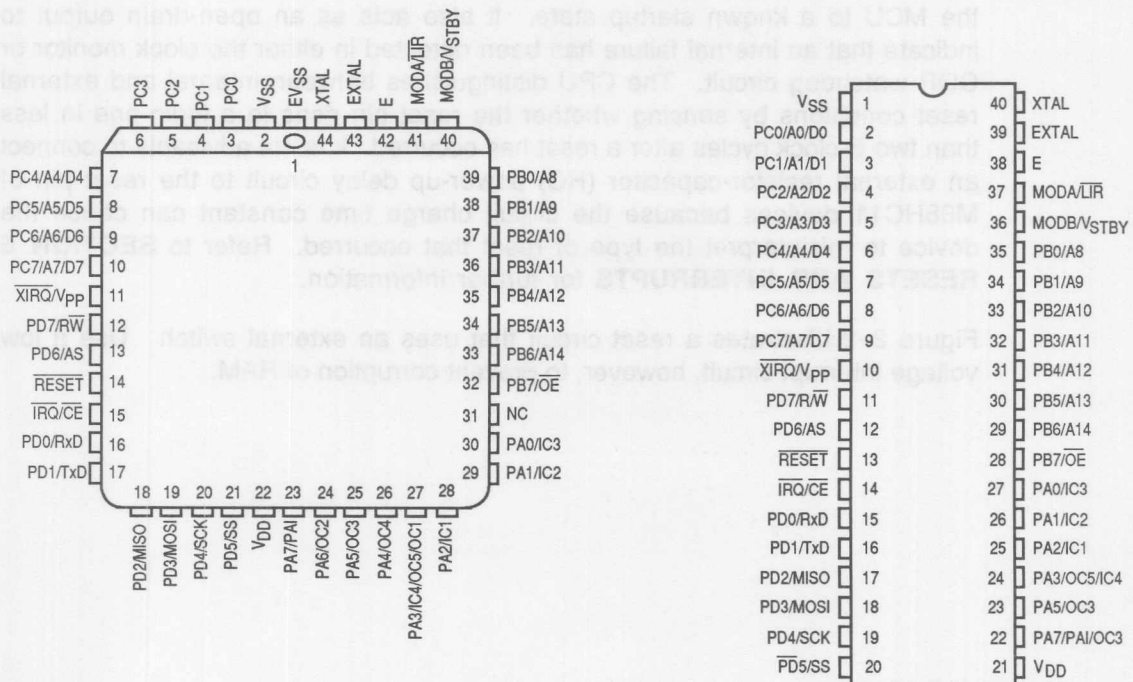 the MCU to a known startup state. It also acts as an open-drain output to
indicate that an internal failure has been detected in either the clock monitor or
circuit. The CPU distinguishes between internal and external
reset conditions by sensing whether the reset in less
than two E-clock cycles after a reset has occurred. to connect
an external resistor-capacitor (RC) power-up delay circuit to the reset pin of
M68HC11 devices because the circuit charge time constant can cause the
device to misinterpret the type of reset that occurred. Refer to SECTION 5
RESETS AND INTERRUPTS for further information.
Figure a reset circuit that uses an external switch. low
voltage circuit, however, to prevent corruption of RAM.
PC3
PC2
PC1
PC0
VSS
VSS
XTAL
EXTAL
E
MODA/LIR
MODB/VSTBY
6 5 4 3 2 44 43 42 41 40
PC4/A4/D4 7
PC5/A5/D5 8
PC6/A6/D6 9
PC7/A7/D7 10
XIRQ/VPP 11
PD7/RW 12
PD6/AS 13
RESET 14
IRQ/CE 15
PD0/RxD 16
PD1/TxD 17
39 PB0/A8
38 PB1/A9
37 PB2/A10
36 PB3/A11
35 PB4/A12
34 PB5/A13
33 PB6/A14
32 PB7/OE
31 NC
30 PA0/IC3
29 PA1/IC2
18 19 20 21 22 23 24 25 26 27 28
PD2/MISO
PD3/MOSI
PD4/SCK
PD5/SS
VDD
PA7/PAI
PA6/OC2
PA5/OC3
PA4/OC4
PA3/IC4/OC5/OC1
PA2/IC1
VSS 1
PC0/A0/D0 2
PC1/A1/D1 3
PC2/A2/D2 4
PC3/A3/D3 5
PC4/A4/D4 6
PC5/A5/D5 7
PC6/A6/D6 8
PC7/A7/D7 9
XIRQ/VPP 10
PD7/R/W 11
PD6/AS 12
RESET 13
IRQ/CE 14
PD0/RxD 15
PD1/TxD 16
PD2/MISO 17
PD3/MOSI 18
PD4/SCK 19
PD5/SS 20
40 XTAL
39 EXTAL
38 E
37 MODA/LIR
36 MODB/VSTBY
35 PB0/A8
34 PB1/A9
33 PB2/A10
32 PB3/A11
31 PB4/A12
30 PB5/A13
29 PB6/A14
28 PB7/OE
27 PA0/IC3
26 PA1/IC2
25 PA2/IC1
24 PA3/OC5/IC4
23 PA5/OC3
22 PA7/PAI/OC3
21 VDD